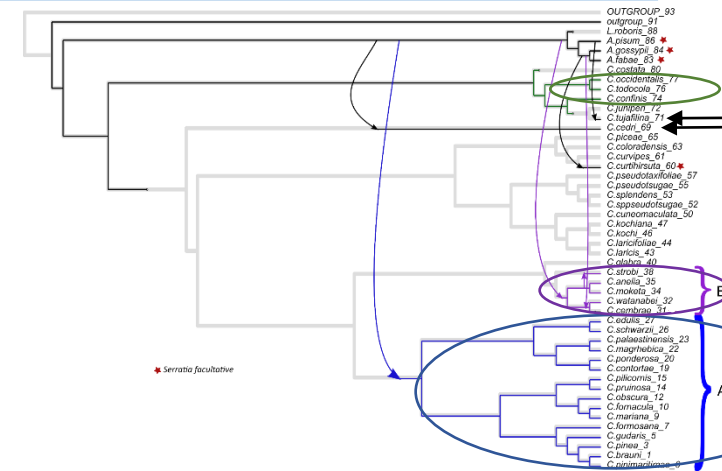 OUTGROUP_93
outgroup_91
L.roboris_88
A.pisum_86
A.gossypii_84
A.fabae_83
C.costata_80
C.occidentalis_77
C.todocola_76
C.confinis_74
C.juniperi_72
C.tujafilina_71
C.cedri_69
C.piceae_65
C.coloradensis_63
C.curvipes_61
C.curtihirsuta_60
C.pseudotaxifoliae_57
C.pseudotsugae_55
C.splendens_53
C.sppseudotsugae_52
C.cuneomaculata_50
C.kochiana_47
C.kochi_46
C.laricifoliae_44
C.laricis_43
C.glabra_40
C.strobi_38
C.anelia_35
C.mokota_34
C.watanabei_32
C.cembrae_31
C.edulis_27
C.schwarzii_26
C.palaestinensis_23
C.maghrebica_22
C.ponderosa_20
C.contortae_19
C.pilicornis_15
C.pruinosa_14
C.obscura_12
C.fornacula_10
C.mariana_9
C.formosana_7
C.gudaris_5
C.pinea_3
C.brauni_1
Serratia facultative
A